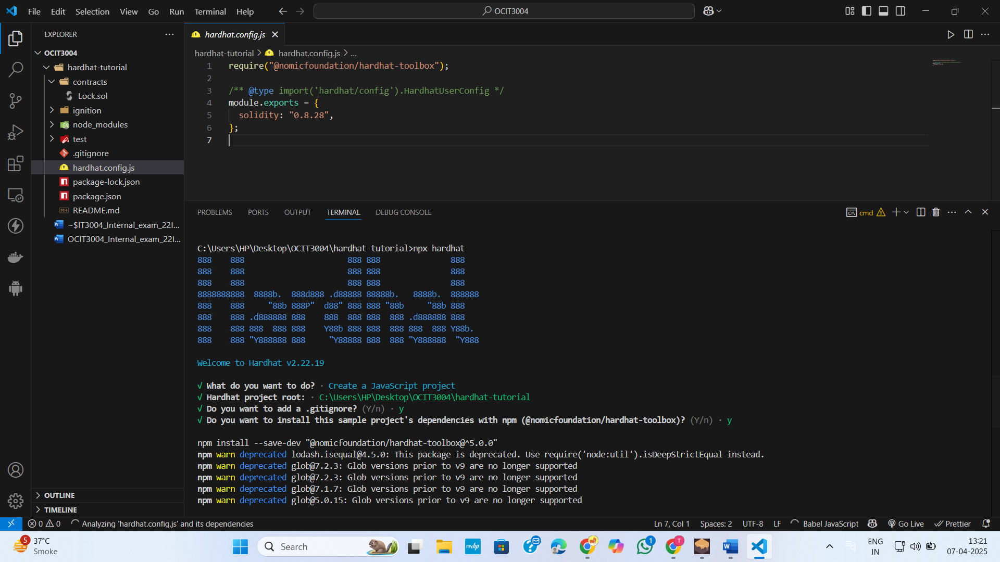 File Edit Selection View Go Run Terminal Help
OCIT3004
EXPLORER
OCIT3004
hardhat-tutorial
contracts
Lock.sol
ignition
node_modules
test
.gitignore
hardhat.config.js
package-lock.json
package.json
README.md
~$IT3004_Internal_exam_22I...
OCIT3004_Internal_exam_22I...
OUTLINE
TIMELINE
hardhat.config.js
hardhat-tutorial > hardhat.config.js > ...
1 require("@nomicfoundation/hardhat-toolbox");
2
3 /** @type import('hardhat/config').HardhatUserConfig */
4 module.exports = {
5 solidity: "0.8.28",
6 };
7
PROBLEMS PORTS OUTPUT TERMINAL DEBUG CONSOLE
cmd
C:\Users\HP\Desktop\OCIT3004\hardhat-tutorial>npx hardhat
888    888                      888 888               888
888    888                      888 888               888
888    888                      888 888               888
8888888888  8888b.  888d888 .d88888 88888b.   8888b.  888888
888    888     "88b 888P"  d88" 888 888 "88b     "88b 888
888    888 .d888888 888    888  888 888  888 .d888888 888
888    888 888  888 888    Y88b 888 888  888 888  888 Y88b.
888    888 "Y888888 888     "Y88888 888  888 "Y888888  "Y888
Welcome to Hardhat v2.22.19
√ What do you want to do? · Create a JavaScript project
√ Hardhat project root: · C:\Users\HP\Desktop\OCIT3004\hardhat-tutorial
√ Do you want to add a .gitignore? (Y/n) · y
√ Do you want to install this sample project's dependencies with npm (@nomicfoundation/hardhat-toolbox)? (Y/n) · y
npm install --save-dev "@nomicfoundation/hardhat-toolbox@^5.0.0"
npm warn deprecated lodash.isequal@4.5.0: This package is deprecated. Use require('node:util').isDeepStrictEqual instead.
npm warn deprecated glob@7.2.3: Glob versions prior to v9 are no longer supported
npm warn deprecated glob@7.2.3: Glob versions prior to v9 are no longer supported
npm warn deprecated glob@7.1.7: Glob versions prior to v9 are no longer supported
npm warn deprecated glob@5.0.15: Glob versions prior to v9 are no longer supported
0 0 Analyzing 'hardhat.config.js' and its dependencies
Ln 7, Col 1 Spaces: 2 UTF-8 LF Babel JavaScript Go Live Prettier
5
37°C
Smoke
Search
myhp
1
T
ENG
IN
13:21
07-04-2025